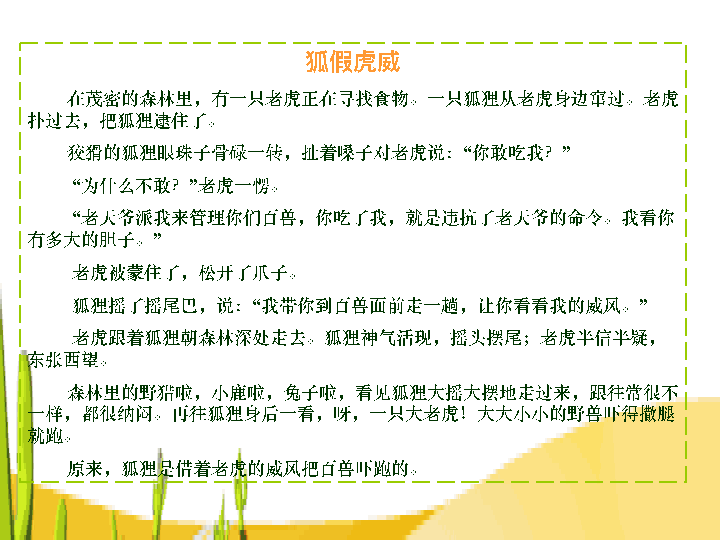 狐假虎威
在茂密的森林里，有一只老虎正在寻找食物。一只狐狸从老虎身边窜过。老虎
扑过去，把狐狸逮住了。
狡猾的狐狸眼珠子骨碌一转，扯着嗓子对老虎说：“你敢吃我？”
“为什么不敢？”老虎一愣。
“老天爷派我来管理你们百兽，你吃了我，就是违抗了老天爷的命令。我看你
有多大的胆子。”
老虎被蒙住了，松开了爪子。
狐狸摇了摇尾巴，说：“我带你到百兽面前走一趟，让你看看我的威风。”
老虎跟着狐狸朝森林深处走去。狐狸神气活现，摇头摆尾；老虎半信半疑，
东张西望。
森林里的野猪啦，小鹿啦，兔子啦，看见狐狸大摇大摆地走过来，跟往常很不
一样，都很纳闷。再往狐狸身后一看，呀，一只大老虎！大大小小的野兽吓得撒腿
就跑。
原来，狐狸是借着老虎的威风把百兽吓跑的。